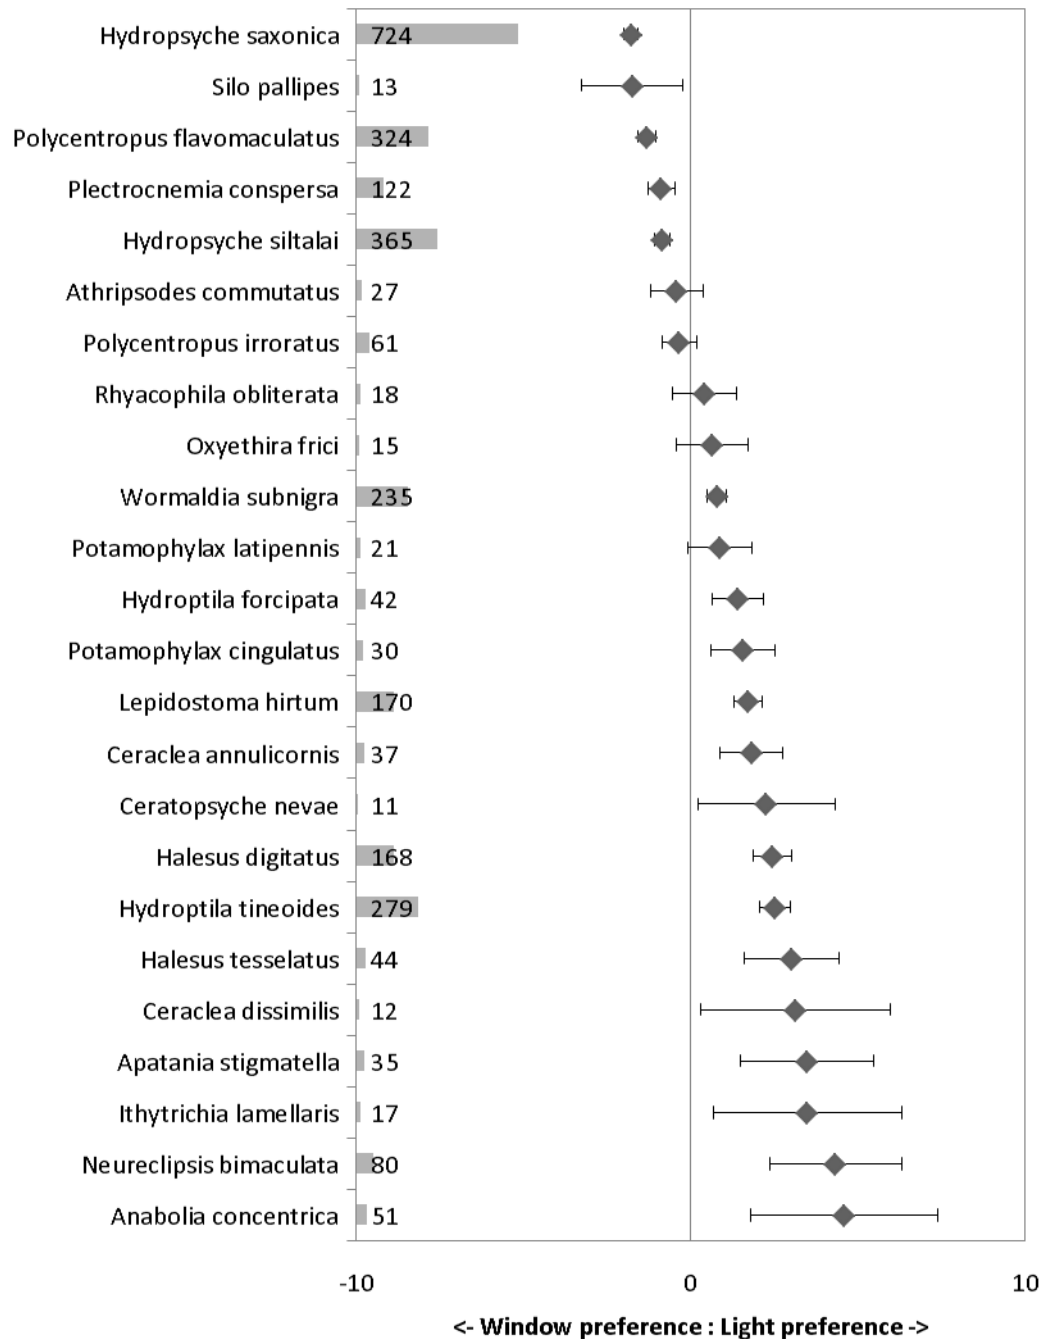 Hydropsyche saxonica 724
Silo pallipes 13
Polycentropus flavomaculatus 324
Plectrocnemia conspersa 122
Hydropsyche siltalai 365
Athripsodes commutatus 27
Polycentropus irroratus 61
Rhyacophila obliterata 18
Oxyethira frici 15
Wormaldia subnigra 235
Potamophylax latipennis 21
Hydroptila forcipata 42
Potamophylax cingulatus 30
Lepidostoma hirtum 170
Ceraclea annulicornis 37
Ceratopsyche nevae 11
Halesus digitatus 168
Hydroptila tineoides 279
Halesus tesselatus 44
Ceraclea dissimilis 12
Apatania stigmatella 35
Ithytrichia lamellaris 17
Neureclipsis bimaculata 80
Anabolia concentrica 51
-10 0 10
<- Window preference : Light preference ->